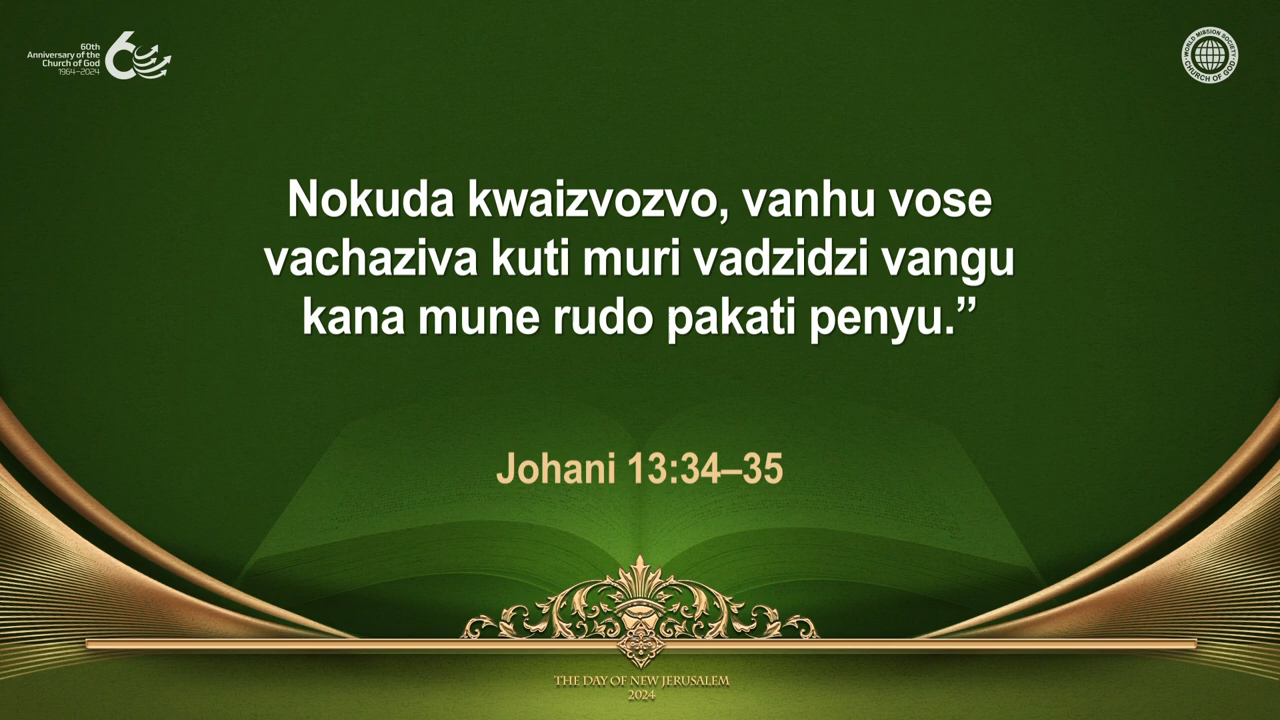 60th
Anniversary of the
Church of God
1964–2024
WORLD MISSION SOCIETY
CHURCH OF GOD
Nokuda kwaizvozvo, vanhu vose
vachaziva kuti muri vadzidzi vangu
kana mune rudo pakati penyu.”
Johani 13:34–35
THE DAY OF NEW JERUSALEM
2024